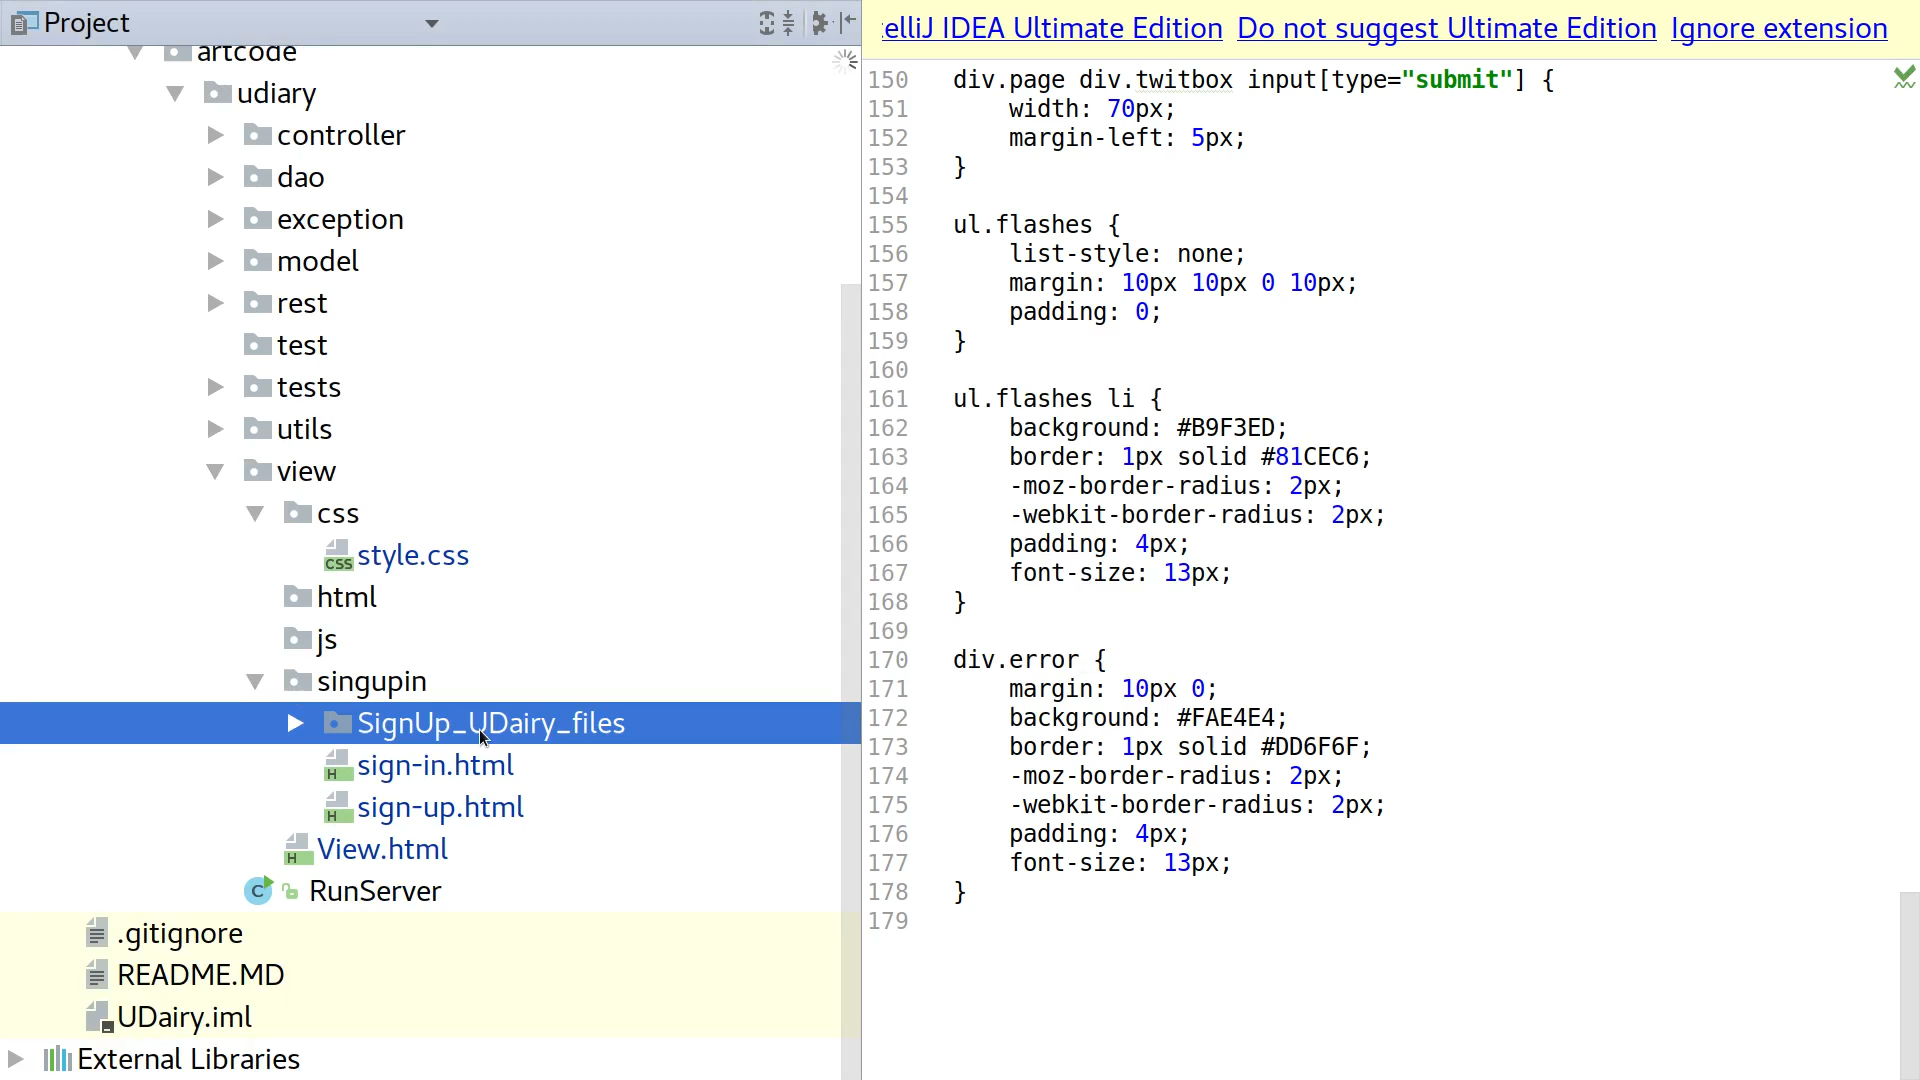 Project
artcode
udiary
controller
dao
exception
model
rest
test
tests
utils
view
css
CSS style.css
html
js
singupin
SignUp_UDairy_files
H sign-in.html
H sign-up.html
H View.html
C RunServer
.gitignore
README.MD
UDairy.iml
External Libraries
elliJ IDEA Ultimate Edition Do not suggest Ultimate Edition Ignore extension
150 div.page div.twitbox input[type="submit"] {
151 width: 70px;
152 margin-left: 5px;
153 }
154
155 ul.flashes {
156 list-style: none;
157 margin: 10px 10px 0 10px;
158 padding: 0;
159 }
160
161 ul.flashes li {
162 background: #B9F3ED;
163 border: 1px solid #81CEC6;
164 -moz-border-radius: 2px;
165 -webkit-border-radius: 2px;
166 padding: 4px;
167 font-size: 13px;
168 }
169
170 div.error {
171 margin: 10px 0;
172 background: #FAE4E4;
173 border: 1px solid #DD6F6F;
174 -moz-border-radius: 2px;
175 -webkit-border-radius: 2px;
176 padding: 4px;
177 font-size: 13px;
178 }
179